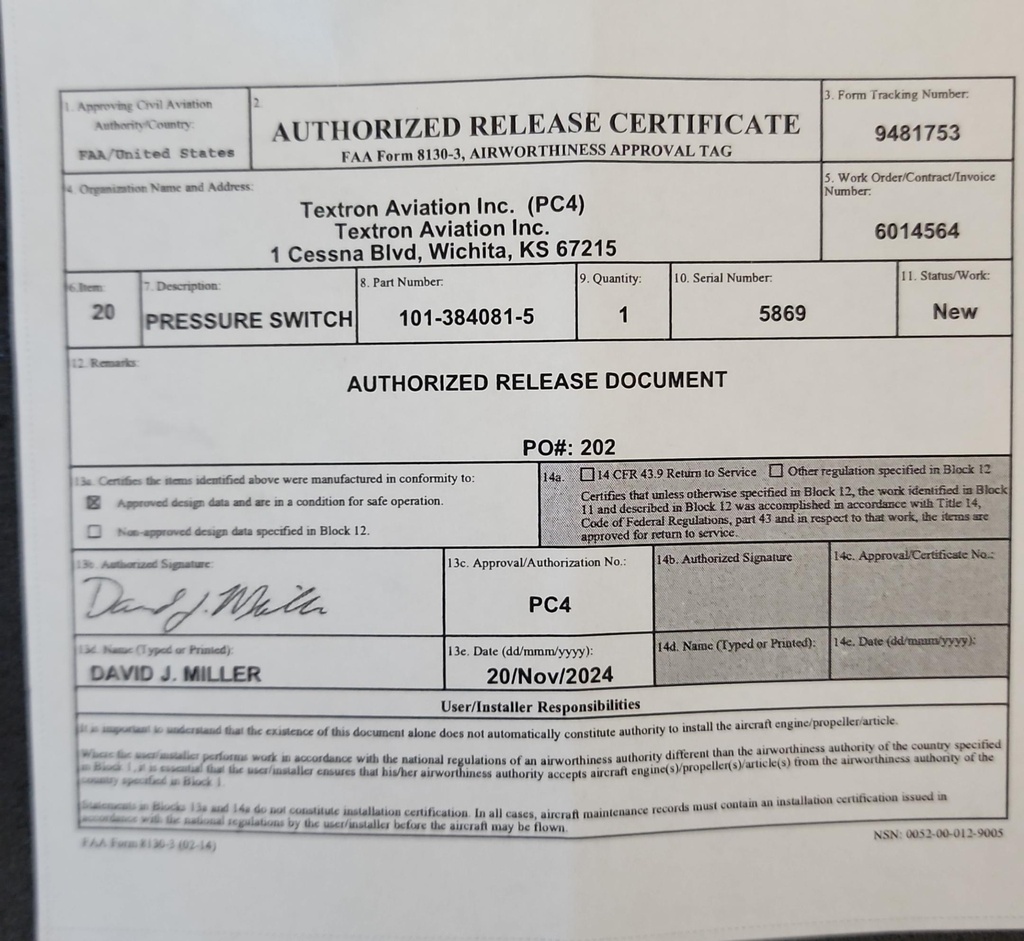 1. Approving Civil Aviation
Authority/Country:
FAA/United States
2.
AUTHORIZED RELEASE CERTIFICATE
FAA Form 8130-3, AIRWORTHINESS APPROVAL TAG
3. Form Tracking Number:
9481753
4. Organization Name and Address:
Textron Aviation Inc. (PC4)
Textron Aviation Inc.
1 Cessna Blvd, Wichita, KS 67215
5. Work Order/Contract/Invoice
Number:
6014564
6. Item:
20
7. Description:
PRESSURE SWITCH
8. Part Number:
101-384081-5
9. Quantity:
1
10. Serial Number:
5869
11. Status/Work:
New
12. Remarks:
AUTHORIZED RELEASE DOCUMENT
PO#: 202
13a. Certifies the items identified above were manufactured in conformity to:
☒ Approved design data and are in a condition for safe operation.
☐ Non-approved design data specified in Block 12.
14a. ☐ 14 CFR 43.9 Return to Service ☐ Other regulation specified in Block 12
Certifies that unless otherwise specified in Block 12, the work identified in Block
11 and described in Block 12 was accomplished in accordance with Title 14,
Code of Federal Regulations, part 43 and in respect to that work, the items are
approved for return to service.
13b. Authorized Signature:
David J. Miller
13c. Approval/Authorization No.:
PC4
14b. Authorized Signature
14c. Approval/Certificate No.:
13d. Name (Typed or Printed):
DAVID J. MILLER
13e. Date (dd/mmm/yyyy):
20/Nov/2024
14d. Name (Typed or Printed):
14e. Date (dd/mmm/yyyy):
User/Installer Responsibilities
It is important to understand that the existence of this document alone does not automatically constitute authority to install the aircraft engine/propeller/article.
Where the user/installer performs work in accordance with the national regulations of an airworthiness authority different than the airworthiness authority of the country specified
in Block 1, it is essential that the user/installer ensures that his/her airworthiness authority accepts aircraft engine(s)/propeller(s)/article(s) from the airworthiness authority of the
country specified in Block 1.
Statements in Blocks 13a and 14a do not constitute installation certification. In all cases, aircraft maintenance records must contain an installation certification issued in
accordance with the national regulations by the user/installer before the aircraft may be flown.
FAA Form 8130-3 (02-14)
NSN: 0052-00-012-9005